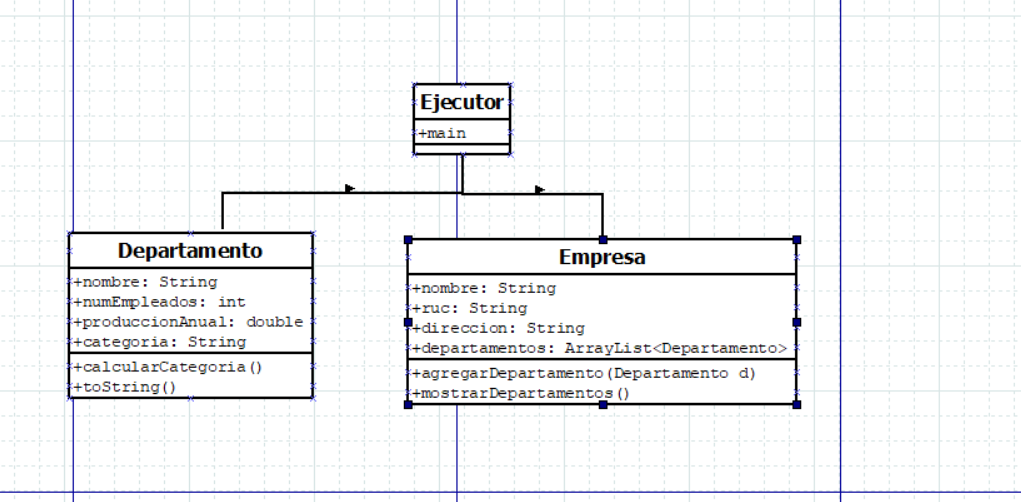 Ejecutor
+main
Departamento
+nombre: String
+numEmpleados: int
+produccionAnual: double
+categoria: String
+calcularCategoria()
+toString()
Empresa
+nombre: String
+ruc: String
+direccion: String
+departamentos: ArrayList<Departamento>
+agregarDepartamento(Departamento d)
+mostrarDepartamentos()